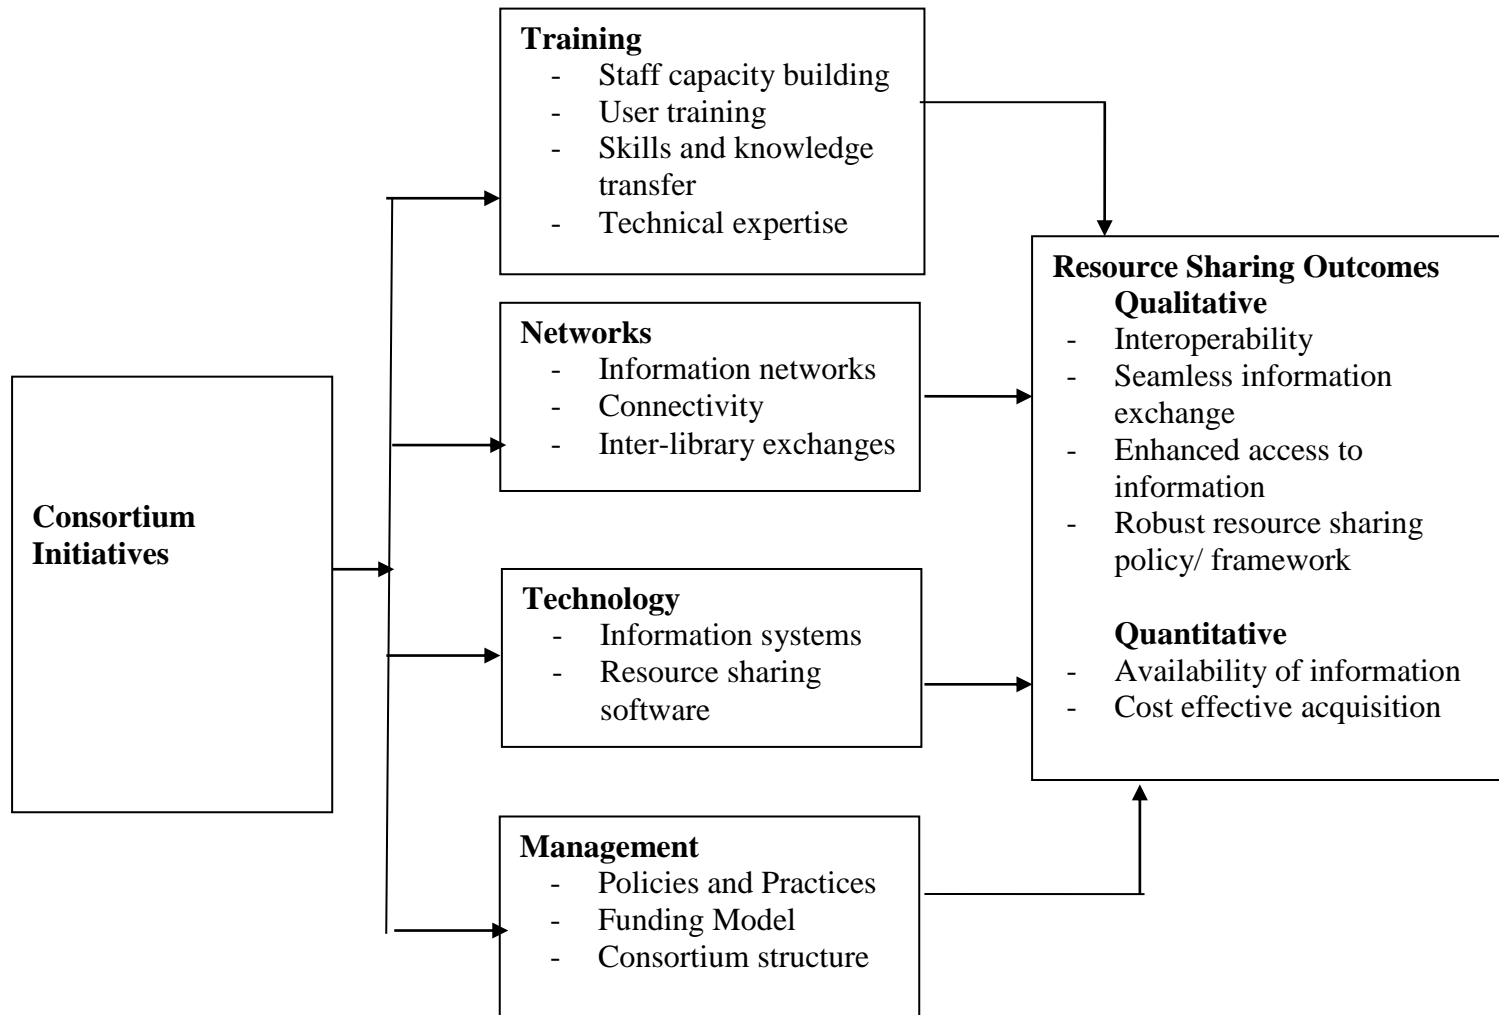 Consortium
Initiatives
Training
- Staff capacity building
- User training
- Skills and knowledge
transfer
- Technical expertise
Networks
- Information networks
- Connectivity
- Inter-library exchanges
Technology
- Information systems
- Resource sharing
software
Management
- Policies and Practices
- Funding Model
- Consortium structure
Resource Sharing Outcomes
Qualitative
- Interoperability
- Seamless information
exchange
- Enhanced access to
information
- Robust resource sharing
policy/ framework
Quantitative
- Availability of information
- Cost effective acquisition